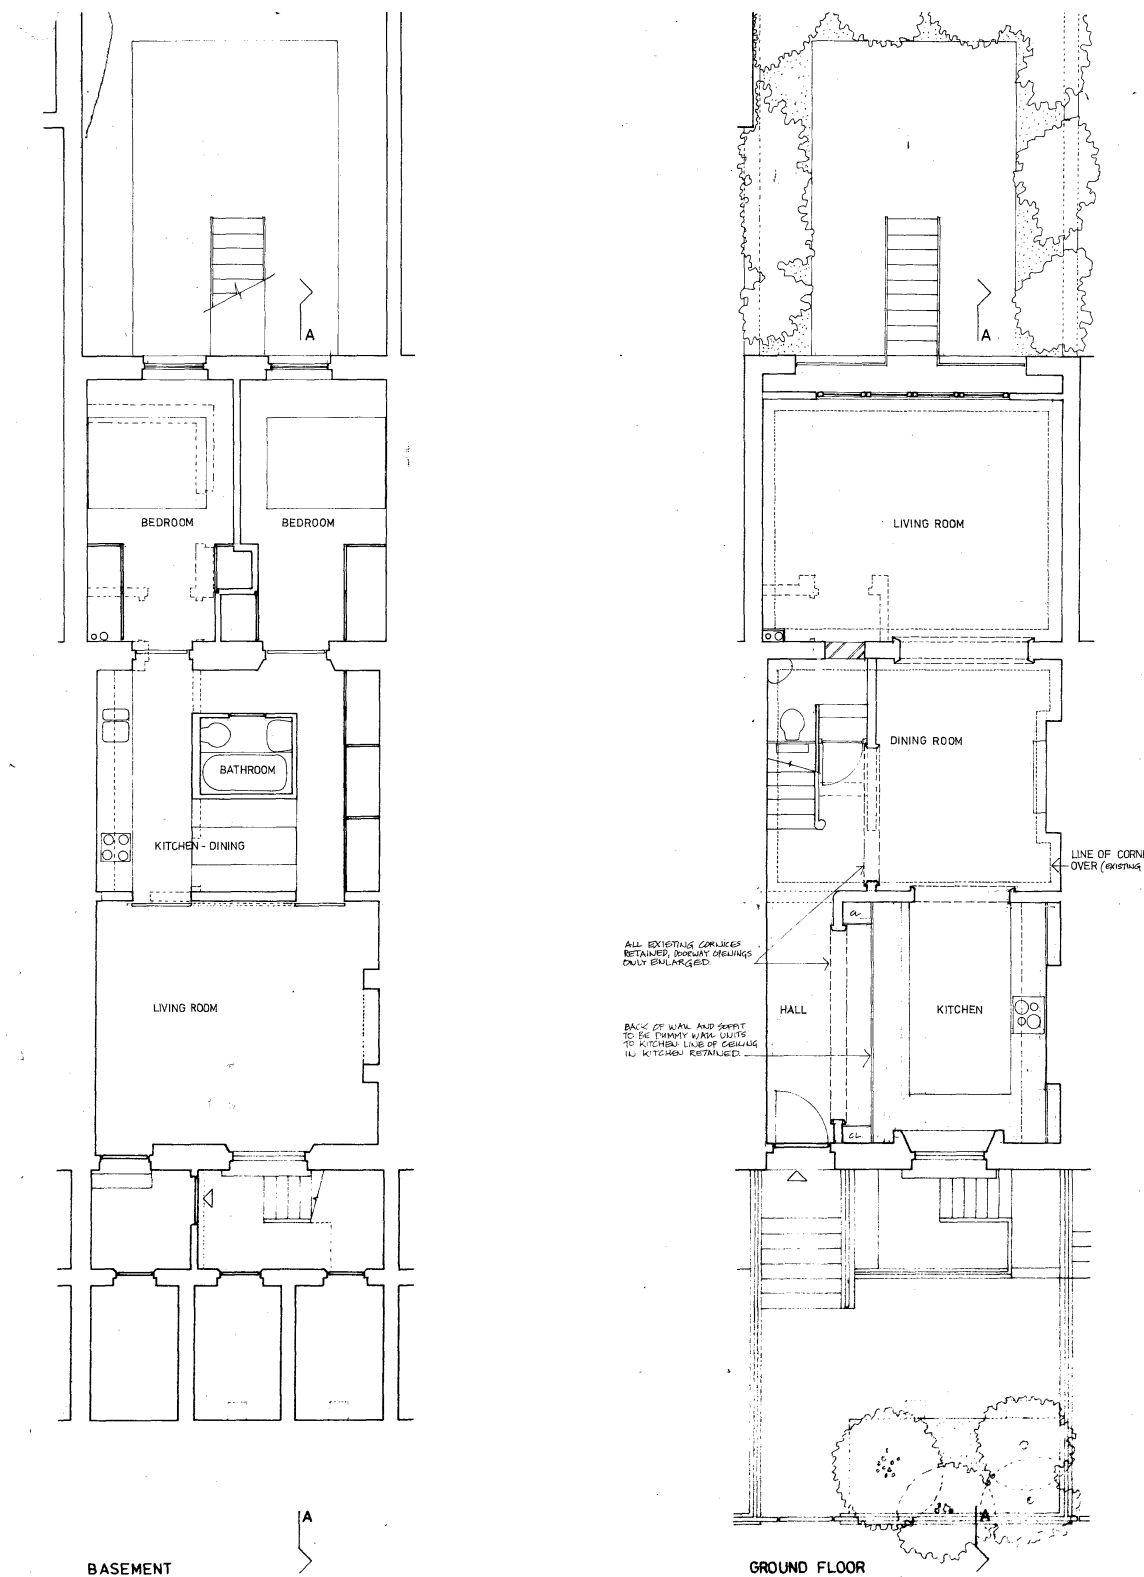 A
BEDROOM
BEDROOM
BATHROOM
KITCHEN - DINING
LIVING ROOM
A
BASEMENT
A
LIVING ROOM
DINING ROOM
LINE OF CORNI
OVER (EXISTING
ALL EXISTING CORNICES
RETAINED, DOORWAY OPENINGS
ONLY ENLARGED.
HALL
KITCHEN
BACK OF WALL AND SOFFIT
TO BE DUMMY WALL UNITS
TO KITCHEN. LINE OF CEILING
IN KITCHEN RETAINED.
CL
CL
A
GROUND FLOOR